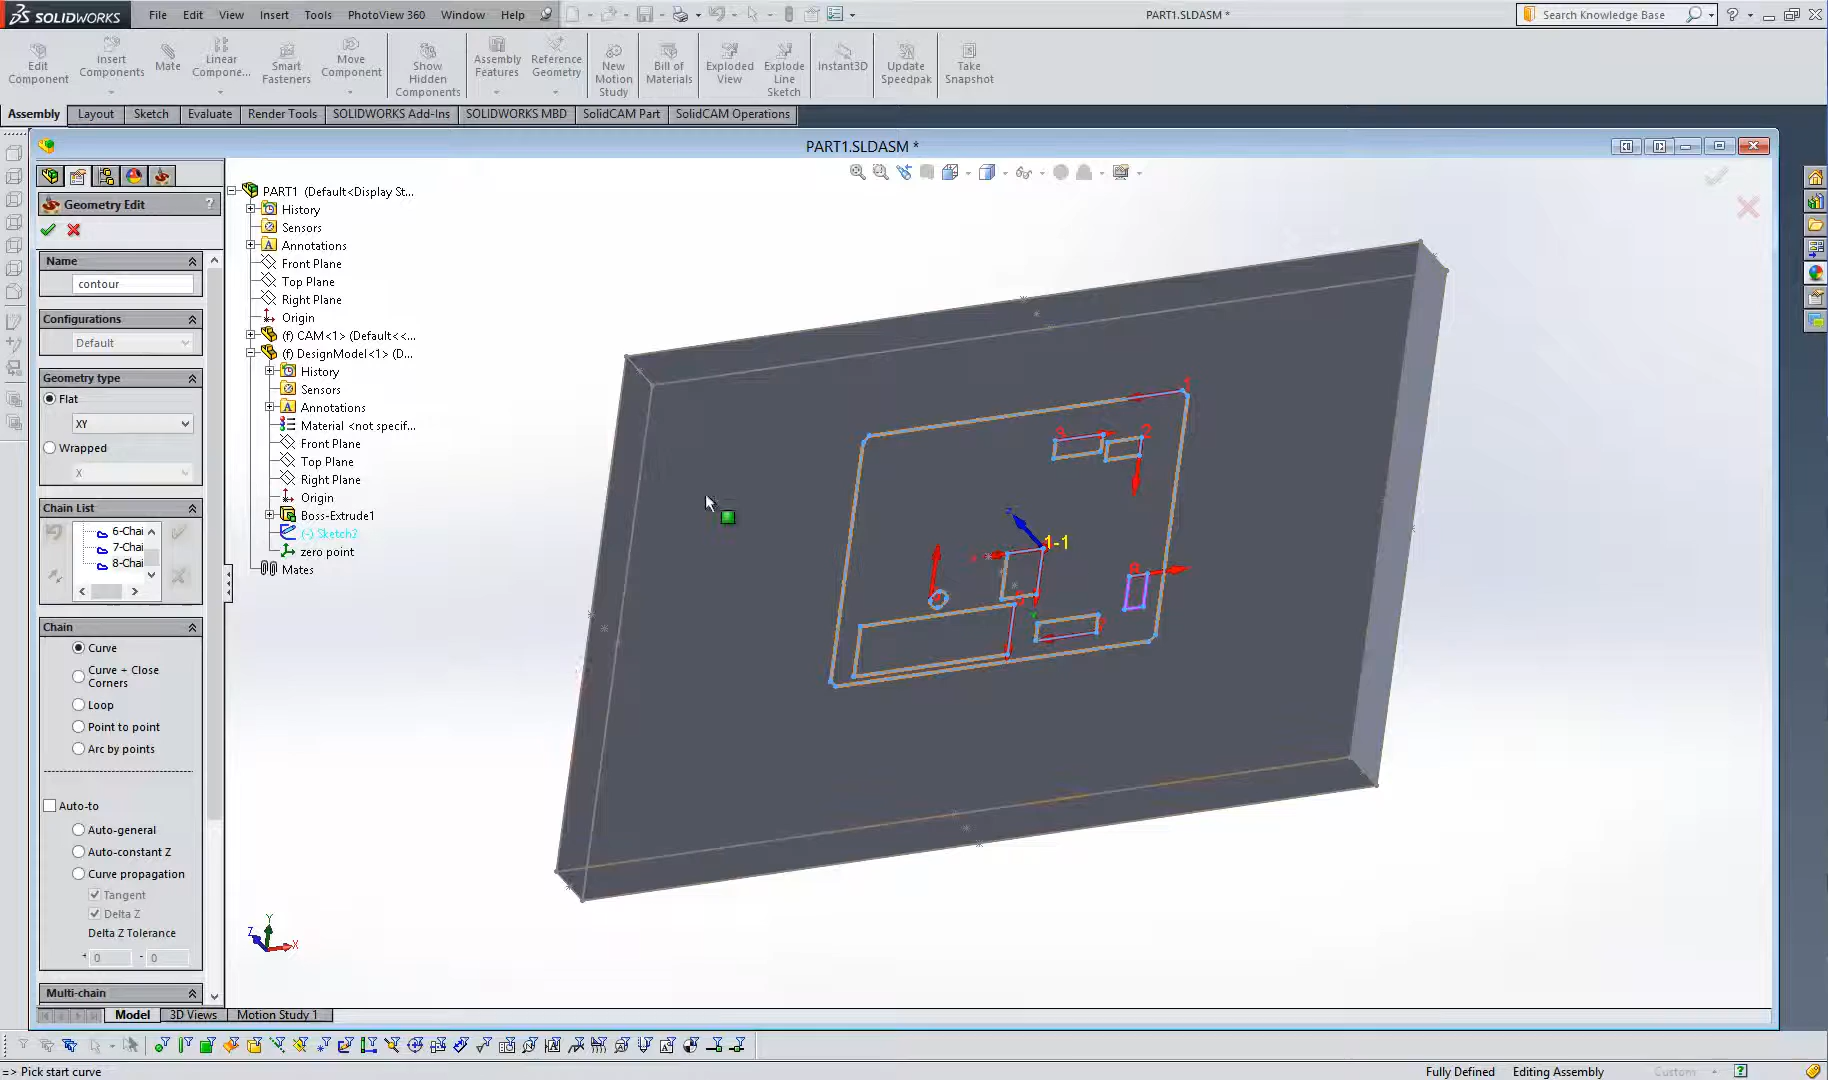 SOLIDWORKS
File Edit View Insert Tools PhotoView 360 Window Help
PART1.SLDASM *
Search Knowledge Base
Edit Component
Insert Components
Mate
Linear Compone...
Smart Fasteners
Move Component
Show Hidden Components
Assembly Features
Reference Geometry
New Motion Study
Bill of Materials
Exploded View
Explode Line Sketch
Instant3D
Update Speedpak
Take Snapshot
Assembly Layout Sketch Evaluate Render Tools SOLIDWORKS Add-Ins SOLIDWORKS MBD SolidCAM Part SolidCAM Operations
PART1.SLDASM *
Geometry Edit ?
Name
contour
Configurations
Default
Geometry type
Flat
XY
Wrapped
X
Chain List
6-Chai
7-Chai
8-Chai
Chain
Curve
Curve + Close Corners
Loop
Point to point
Arc by points
Auto-to
Auto-general
Auto-constant Z
Curve propagation
Tangent
Delta Z
Delta Z Tolerance
+ 0 - 0
Multi-chain
PART1 (Default<Display St...
History
Sensors
Annotations
Front Plane
Top Plane
Right Plane
Origin
(f) CAM<1> (Default<<...
(f) DesignModel<1> (D...
History
Sensors
Annotations
Material <not specif...
Front Plane
Top Plane
Right Plane
Origin
Boss-Extrude1
(-) Sketch2
zero point
Mates
1
2
1-1
8
Y
Z
X
Model 3D Views Motion Study 1
=> Pick start curve
Fully Defined Editing Assembly Custom